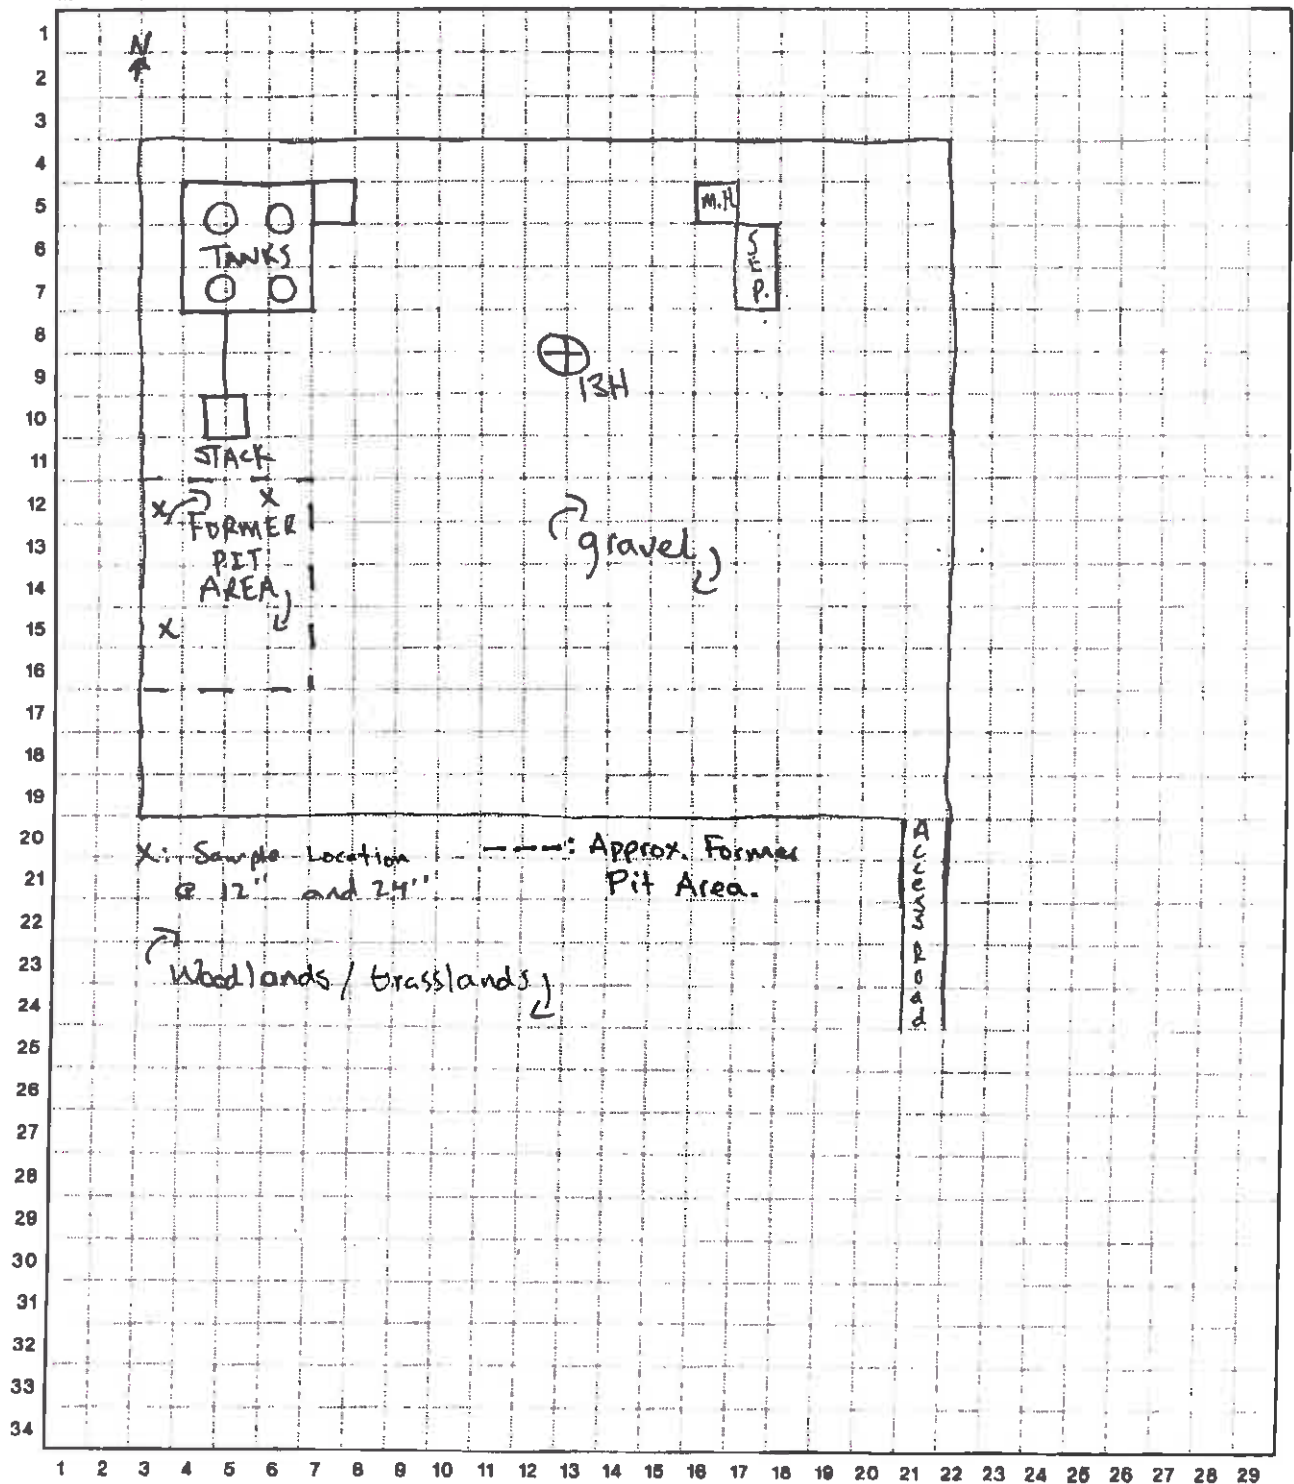 1
2
3
4
5
6
7
8
9
10
11
12
13
14
15
16
17
18
19
20
21
22
23
24
25
26
27
28
29
30
31
32
33
34
N
TANKS
M.H
SEP.
13H
STACK
X
X
FORMER
PIT
AREA
X
gravel
X: Sample Location
@ 12" and 24"
----: Approx. Former
Pit Area.
Access Road
Woodlands / Grasslands
1 2 3 4 5 6 7 8 9 10 11 12 13 14 15 16 17 18 19 20 21 22 23 24 25 26 27 28 29